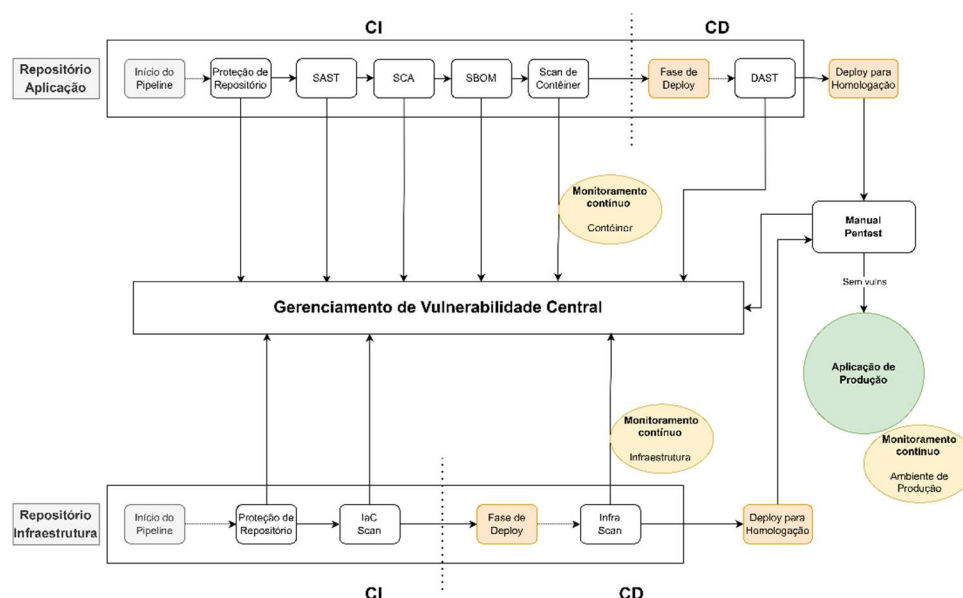 CI
CD
Repositório
Aplicação
Início do
Pipeline
Proteção de
Repositório
SAST
SCA
SBOM
Scan de
Contêiner
Fase de
Deploy
DAST
Deploy para
Homologação
Monitoramento
contínuo
Contêiner
Manual
Pentest
Sem vulns
Gerenciamento de Vulnerabilidade Central
Aplicação de
Produção
Monitoramento
contínuo
Infraestrutura
Monitoramento
contínuo
Ambiente de
Produção
Repositório
Infraestrutura
Início do
Pipeline
Proteção de
Repositório
IaC
Scan
Fase de
Deploy
Infra
Scan
Deploy para
Homologação
CI
CD